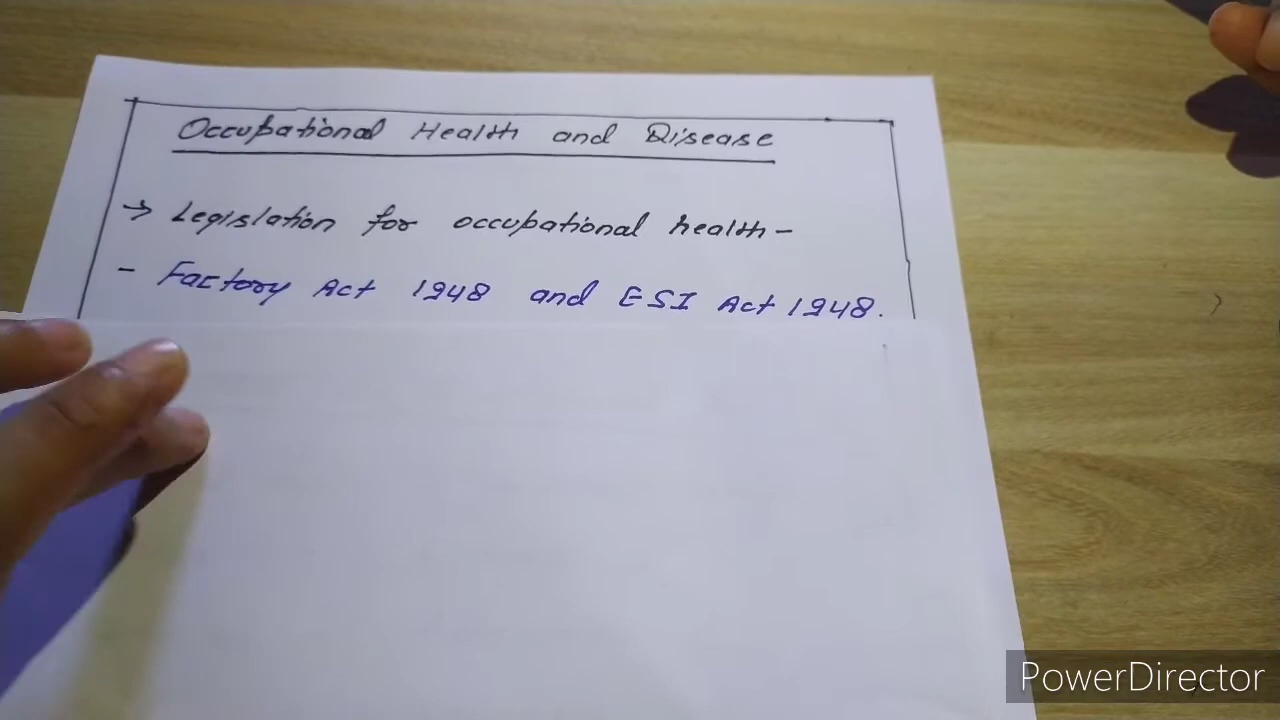 Occupational Health and Disease
→ Legislation for occupational health-
- Factory Act 1948 and ESI Act 1948.
PowerDirector